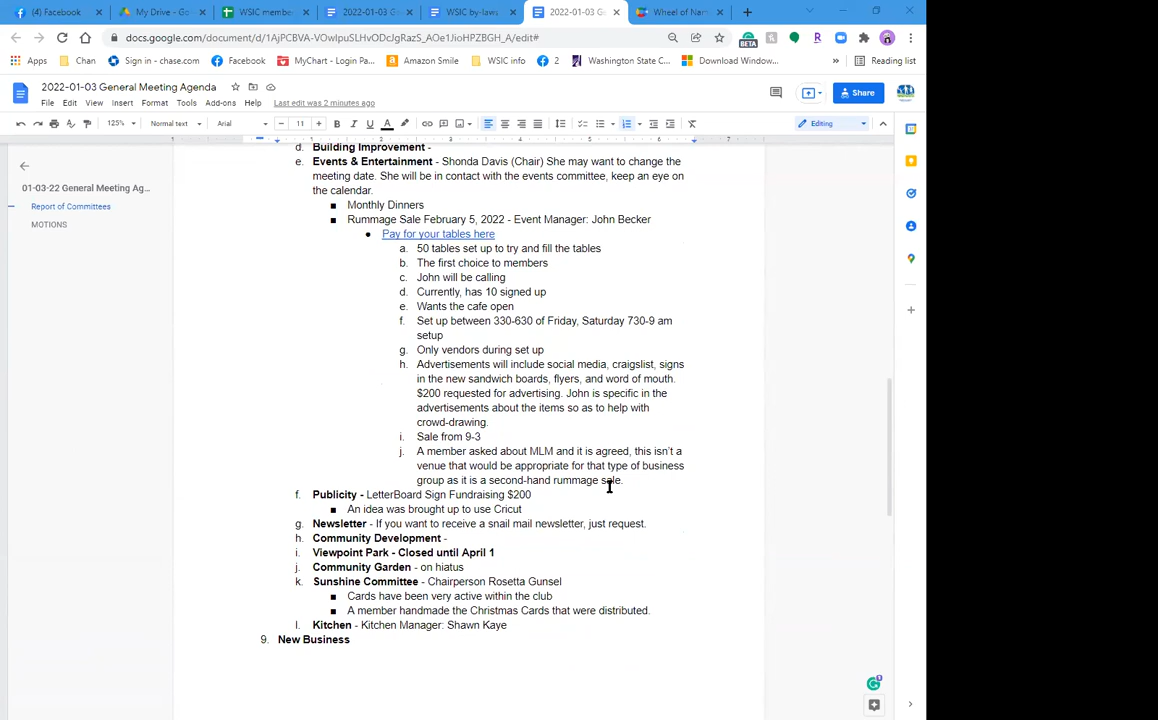 Facebook
My Drive - Go
WSIC membe
2022-01-03 G
WSIC by-laws
2022-01-03 Ge
Wheel of Nam
docs.google.com/document/d/1AjPCBVA-VOwIpuSLHvODcJgRazS_AOe1JioHPZBGH_A/edit#
BETA
Apps
Chan
Sign in - chase.com
Facebook
MyChart - Login Pa...
Amazon Smile
WSIC info
2
Washington State C...
Download Window...
Reading list
2022-01-03 General Meeting Agenda
File Edit View Insert Format Tools Add-ons Help Last edit was 2 minutes ago
Share
125% Normal text Arial 11 Editing
01-03-22 General Meeting Ag...
Report of Committees
MOTIONS
d. Building Improvement -
e. Events & Entertainment - Shonda Davis (Chair) She may want to change the
meeting date. She will be in contact with the events committee, keep an eye on
the calendar.
■ Monthly Dinners
■ Rummage Sale February 5, 2022 - Event Manager: John Becker
● Pay for your tables here
a. 50 tables set up to try and fill the tables
b. The first choice to members
c. John will be calling
d. Currently, has 10 signed up
e. Wants the cafe open
f. Set up between 330-630 of Friday, Saturday 730-9 am
setup
g. Only vendors during set up
h. Advertisements will include social media, craigslist, signs
in the new sandwich boards, flyers, and word of mouth.
$200 requested for advertising. John is specific in the
advertisements about the items so as to help with
crowd-drawing.
i. Sale from 9-3
j. A member asked about MLM and it is agreed, this isn't a
venue that would be appropriate for that type of business
group as it is a second-hand rummage sale.
f. Publicity - LetterBoard Sign Fundraising $200
■ An idea was brought up to use Cricut
g. Newsletter - If you want to receive a snail mail newsletter, just request.
h. Community Development -
i. Viewpoint Park - Closed until April 1
j. Community Garden - on hiatus
k. Sunshine Committee - Chairperson Rosetta Gunsel
■ Cards have been very active within the club
■ A member handmade the Christmas Cards that were distributed.
l. Kitchen - Kitchen Manager: Shawn Kaye
9. New Business